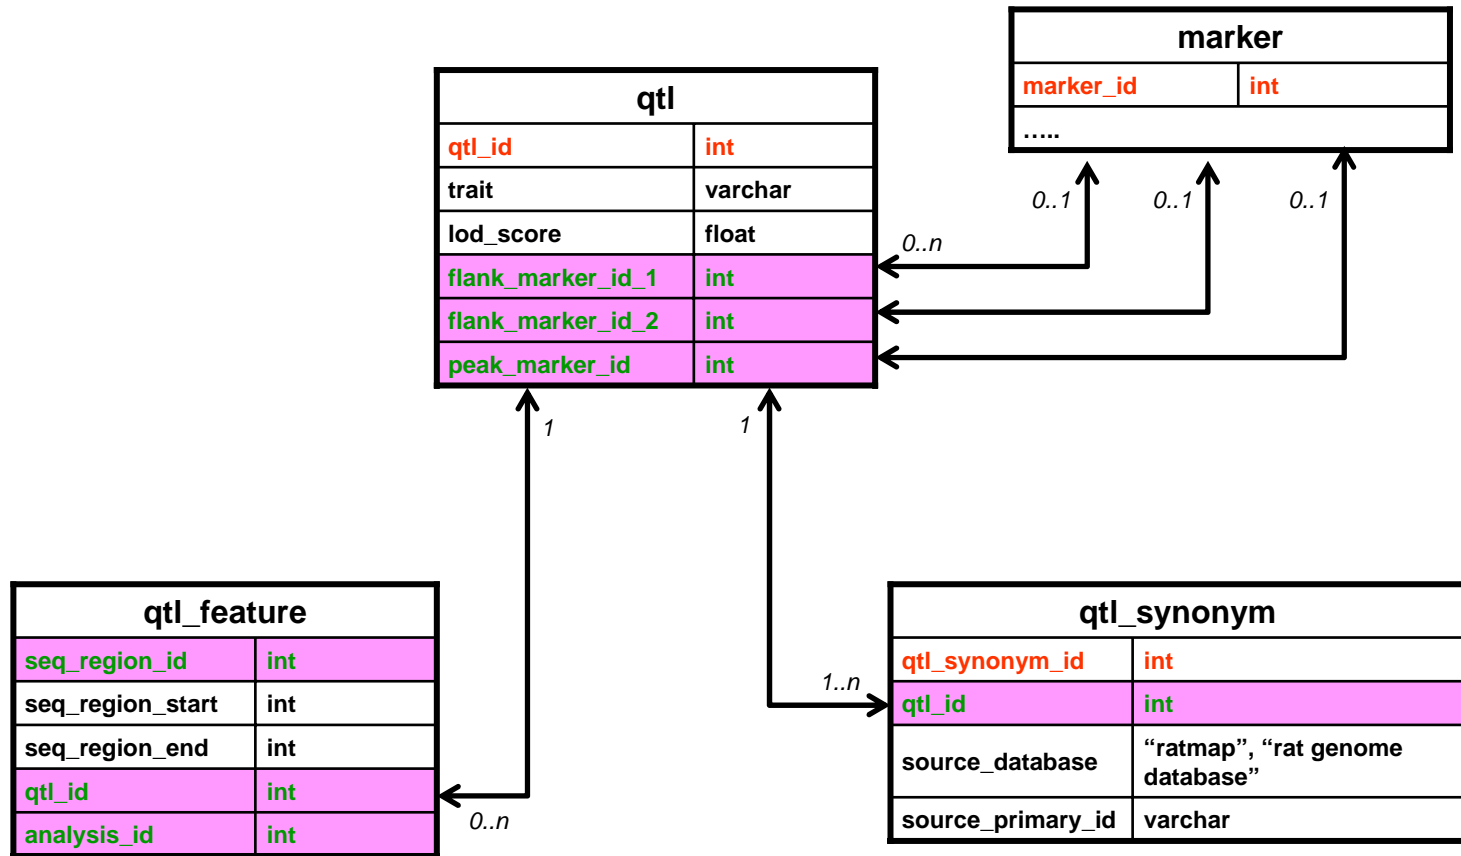 marker
marker_id int
…..
qtl
qtl_id int
trait varchar
lod_score float
flank_marker_id_1 int
flank_marker_id_2 int
peak_marker_id int
0..1 0..1 0..1
0..n
1 1
qtl_feature
seq_region_id int
seq_region_start int
seq_region_end int
qtl_id int
analysis_id int
0..n
1..n
qtl_synonym
qtl_synonym_id int
qtl_id int
source_database “ratmap”, “rat genome
database”
source_primary_id varchar